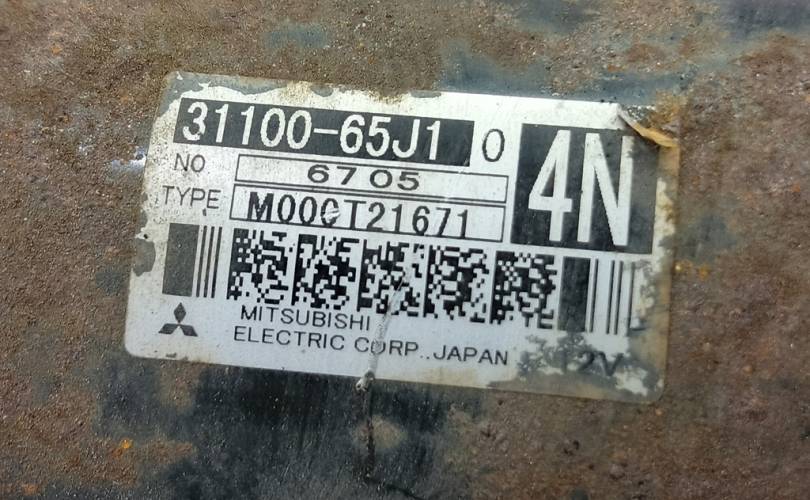 31100-65J1 0
4N
NO 6705
TYPE M000T21671
MITSUBISHI
ELECTRIC CORP., JAPAN
12V